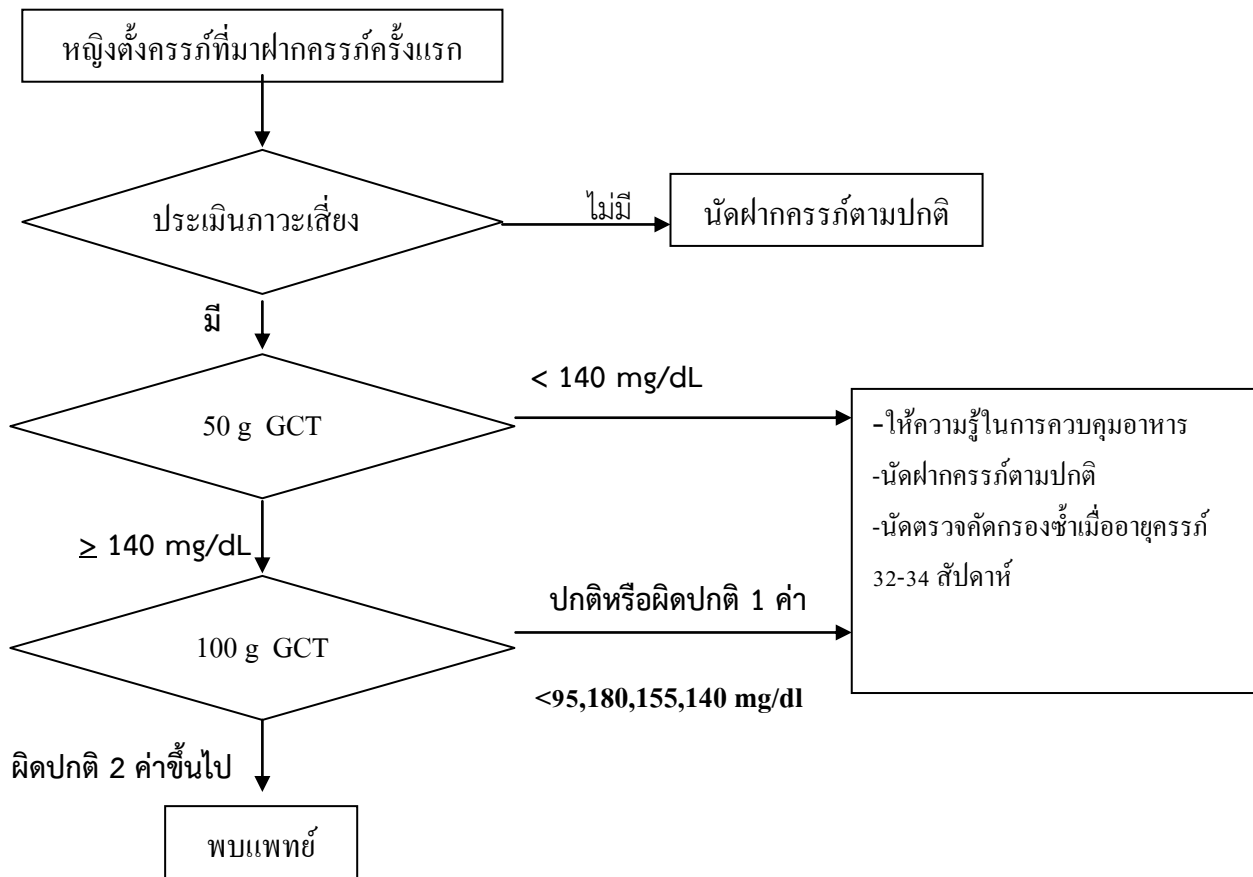 หญิงตั้งครรภ์ที่มาฝากครรภ์ครั้งแรก
ประเมินภาวะเสี่ยง
ไม่มี
นัดฝากครรภ์ตามปกติ
มี
50 g GCT
< 140 mg/dL
-ให้ความรู้ในการควบคุมอาหาร
-นัดฝากครรภ์ตามปกติ
-นัดตรวจคัดกรองซ้ำเมื่ออายุครรภ์
32-34 สัปดาห์
≥ 140 mg/dL
100 g GCT
ปกติหรือผิดปกติ 1 ค่า
<95,180,155,140 mg/dl
ผิดปกติ 2 ค่าขึ้นไป
พบแพทย์